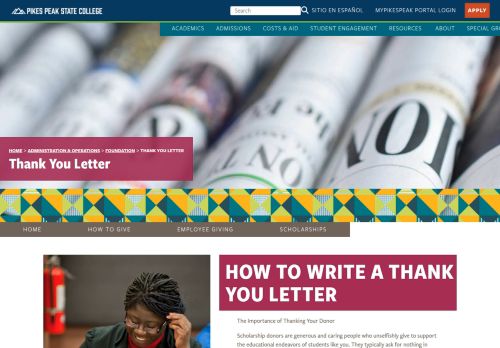 PIKES PEAK STATE COLLEGE
Search
SITIO EN ESPAÑOL
MYPIKESPEAK PORTAL LOGIN
APPLY
ACADEMICS ADMISSIONS COSTS & AID STUDENT ENGAGEMENT RESOURCES ABOUT SPECIAL GR
HOME > ADMINISTRATION & OPERATIONS > FOUNDATION > THANK YOU LETTER
Thank You Letter
HOME HOW TO GIVE EMPLOYEE GIVING SCHOLARSHIPS
HOW TO WRITE A THANK
YOU LETTER
The Importance of Thanking Your Donor
Scholarship donors are generous and caring people who unselfishly give to support
the educational endeavors of students like you. They typically ask for nothing in